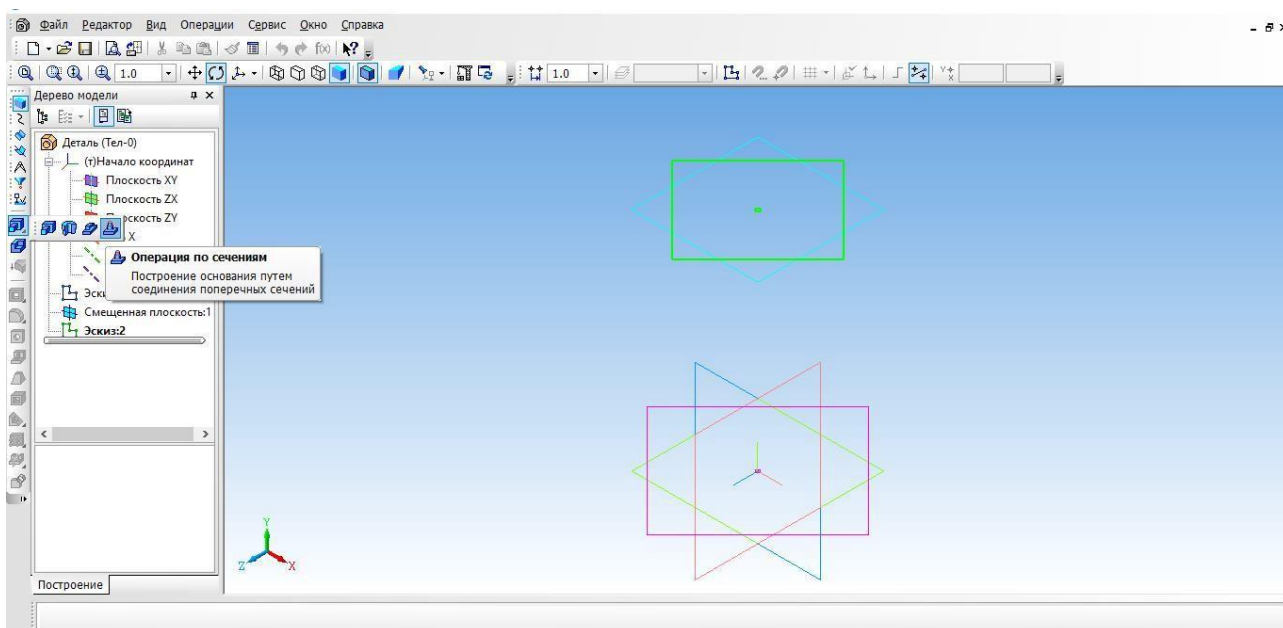 Файл Редактор Вид Операции Сервис Окно Справка
1.0
1.0
Дерево модели
Деталь (Тел-0)
(т)Начало координат
Плоскость XY
Плоскость ZX
скость ZY
X
Операция по сечениям
Построение основания путем
соединения поперечных сечений
Эски
Смещенная плоскость:1
Эскиз:2
Y
Z
X
Построение